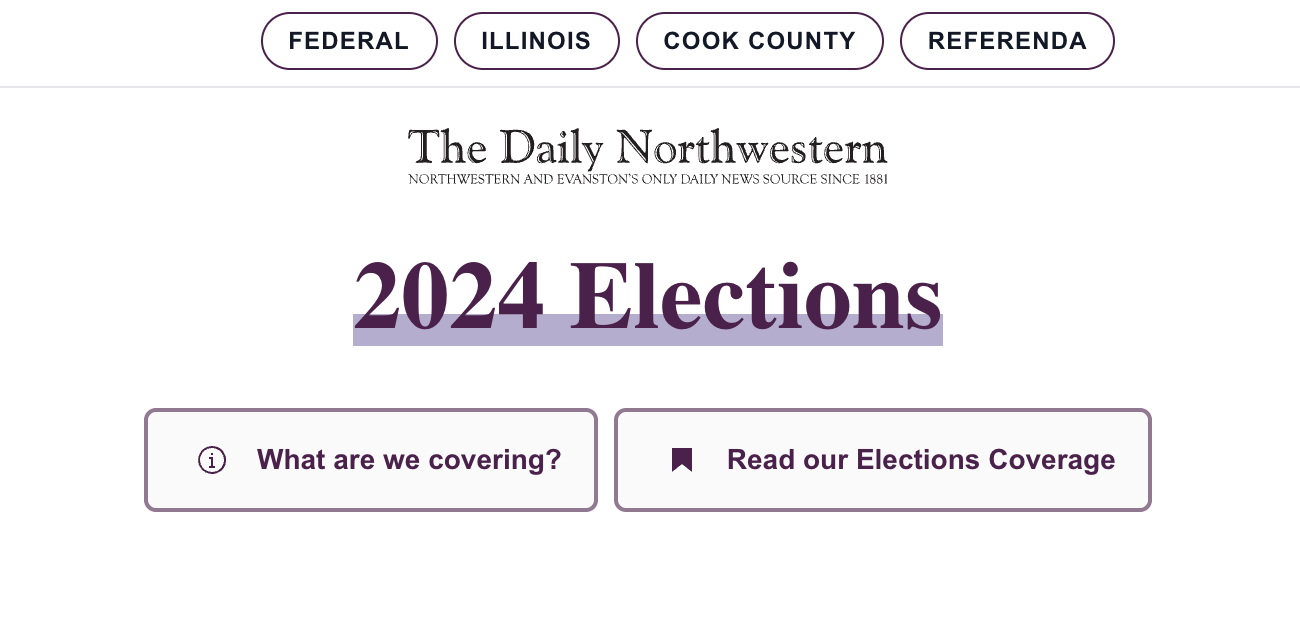 FEDERAL ILLINOIS COOK COUNTY REFERENDA
The Daily Northwestern
NORTHWESTERN AND EVANSTON'S ONLY DAILY NEWS SOURCE SINCE 1881
2024 Elections
What are we covering? Read our Elections Coverage